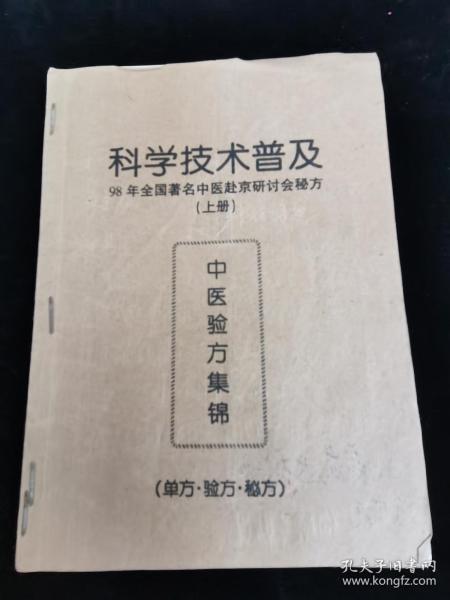 科学技术普及
98年全国著名中医赴京研讨会秘方
(上册)
中医验方集锦
(单方·验方·秘方)
孔夫子旧书网
www.kongfz.com